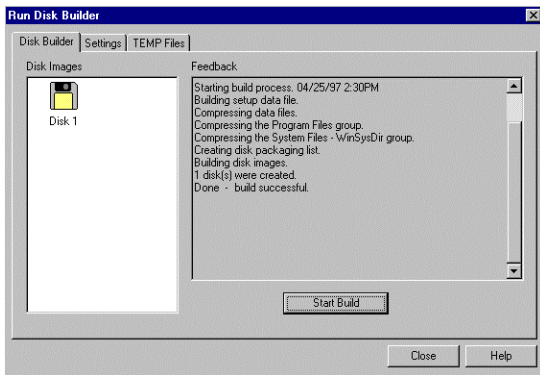 Run Disk Builder
Disk Builder
Settings
TEMP Files
Disk Images
Disk 1
Feedback
Starting build process. 04/25/97 2:30PM
Building setup data file.
Compressing data files.
Compressing the Program Files group.
Compressing the System Files - WinSysDir group.
Creating disk packaging list.
Building disk images.
1 disk(s) were created.
Done - build successful.
Start Build
Close
Help